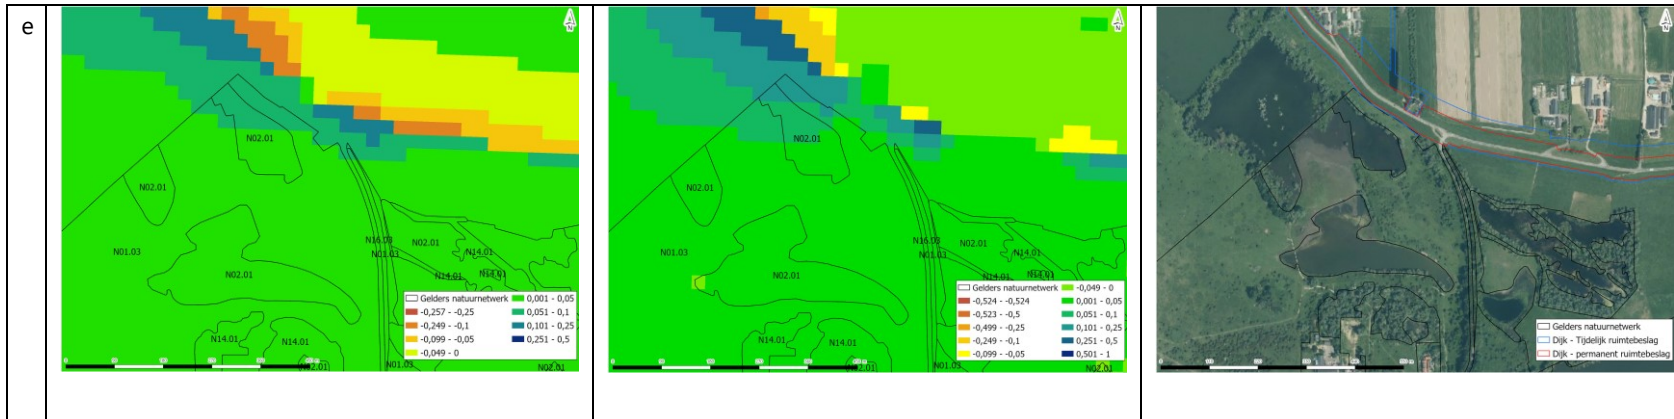 e
N02.01
N02.01
N01.03
N02.01
N16.03
N01.03
N02.01
N14.01
N14.01
N14.01
N14.01
N14.01
N02.01
N01.03
N02.01
Gelders natuurnetwerk
-0,257 - -0,25
-0,249 - -0,1
-0,099 - -0,05
-0,049 - 0
0,001 - 0,05
0,051 - 0,1
0,101 - 0,25
0,251 - 0,5
N02.01
N02.01
N01.03
N02.01
N16.03
N01.03
N02.01
N14.01
N14.01
N14.01
N14.01
N14.01
N02.01
N01.03
N02.01
Gelders natuurnetwerk
-0,524 - -0,524
-0,523 - -0,5
-0,499 - -0,25
-0,249 - -0,1
-0,099 - -0,05
-0,049 - 0
0,001 - 0,05
0,051 - 0,1
0,101 - 0,25
0,251 - 0,5
0,501 - 1
Gelders natuurnetwerk
Dijk - Tijdelijk ruimtebeslag
Dijk - permanent ruimtebeslag